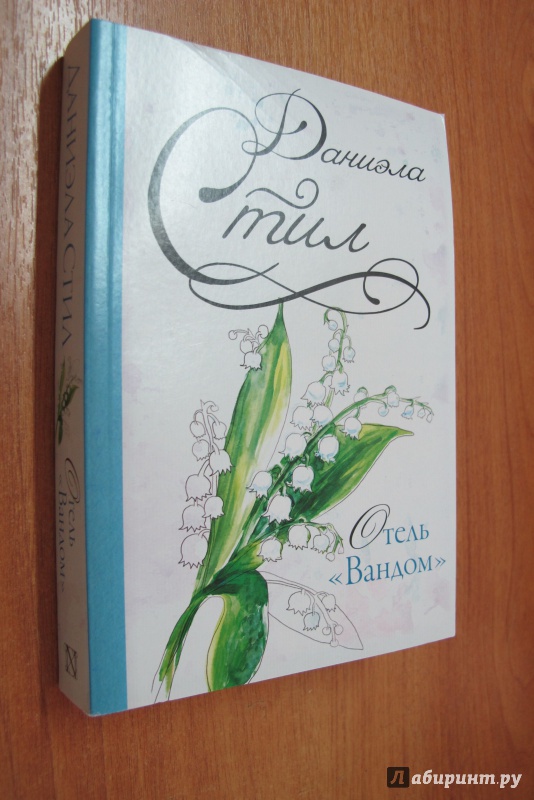 Даниэла
Стил
Отель
«Вандом»
ДАНИЭЛА СТИЛ
Отель
«Вандом»
Лабиринт.ру